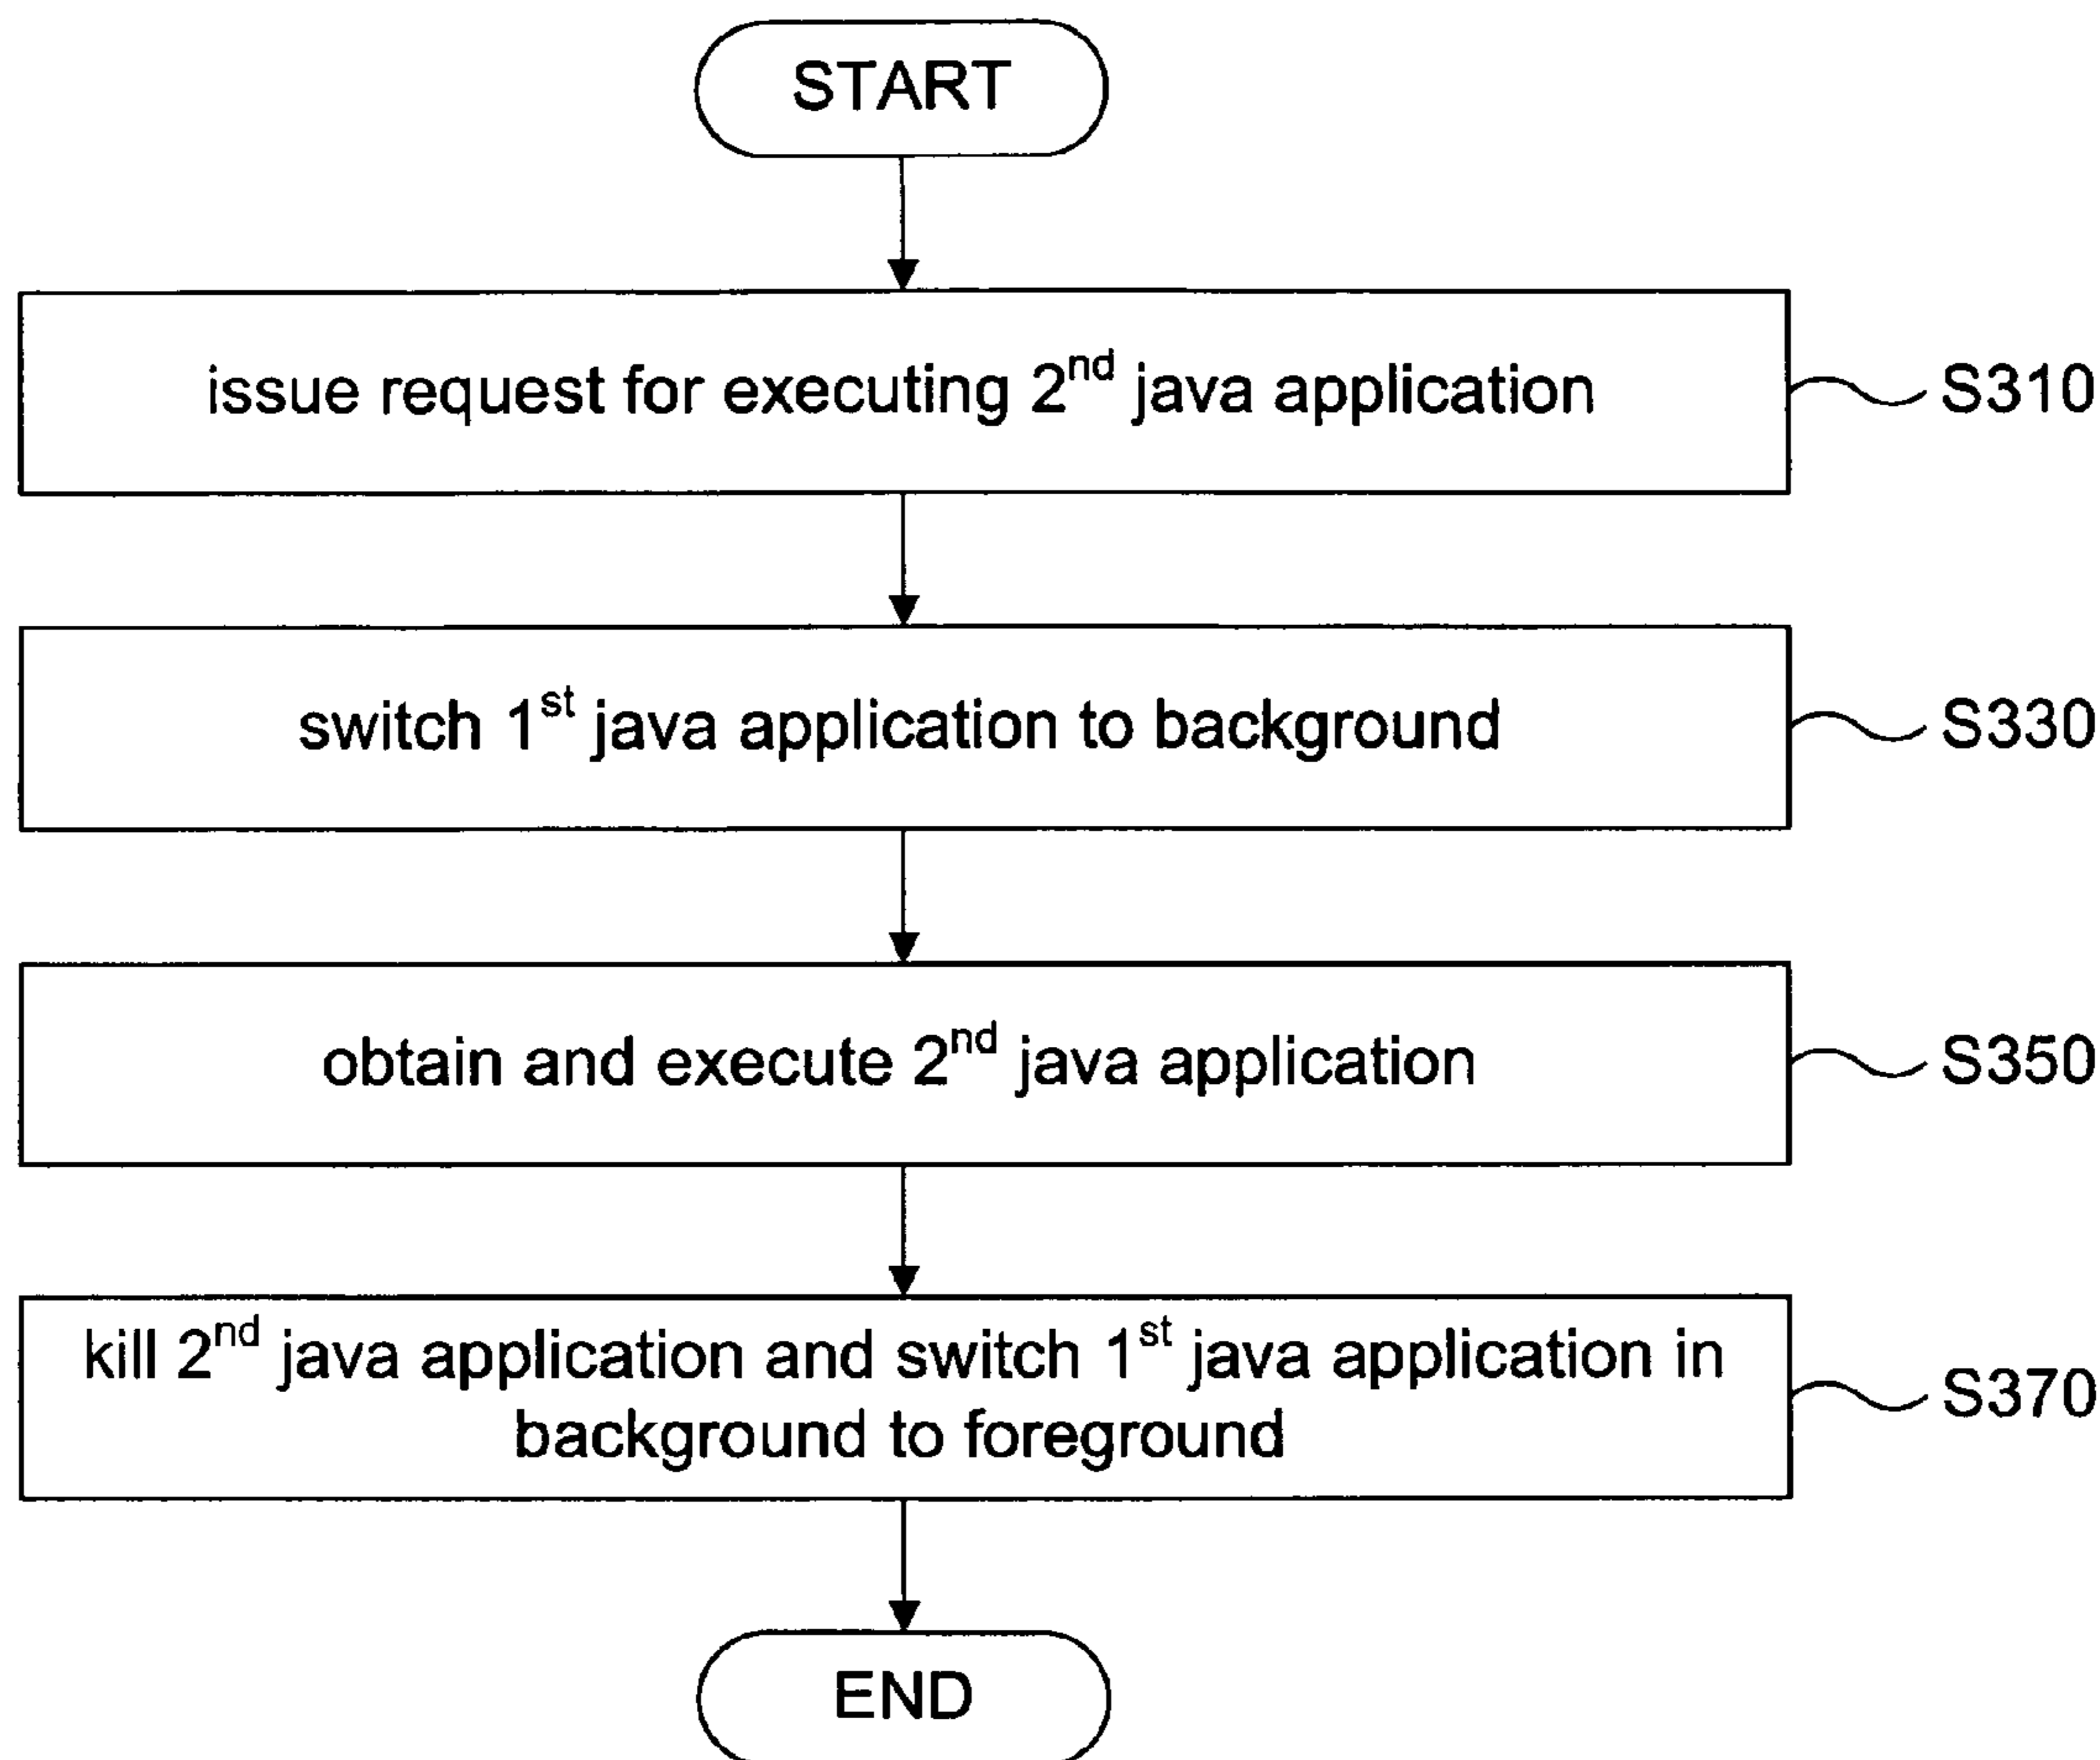 START
issue request for executing 2nd java application
S310
switch 1st java application to background
S330
obtain and execute 2nd java application
S350
kill 2nd java application and switch 1st java application in
background to foreground
S370
END